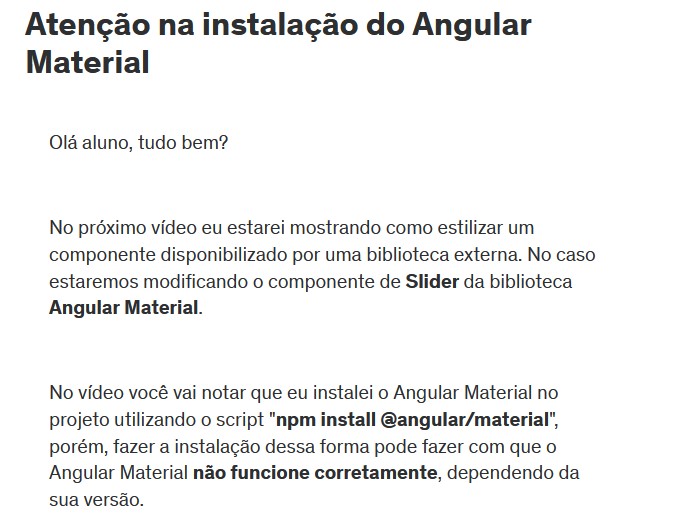 Atenção na instalação do Angular
Material
Olá aluno, tudo bem?
No próximo vídeo eu estarei mostrando como estilizar um
componente disponibilizado por uma biblioteca externa. No caso
estaremos modificando o componente de Slider da biblioteca
Angular Material.
No vídeo você vai notar que eu instalei o Angular Material no
projeto utilizando o script "npm install @angular/material",
porém, fazer a instalação dessa forma pode fazer com que o
Angular Material não funcione corretamente, dependendo da
sua versão.